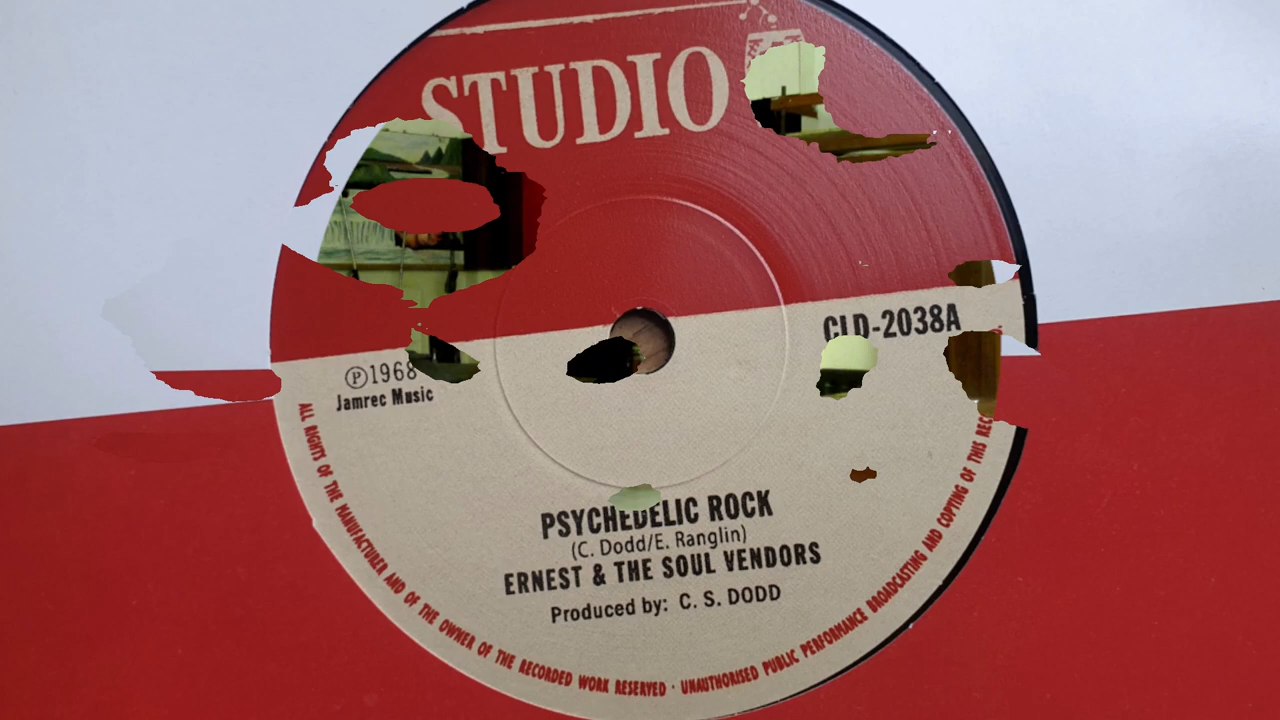 STUDIO
CLD-2038A
℗1968
Jamrec Music
PSYCHEDELIC ROCK
(C. Dodd/E. Ranglin)
ERNEST & THE SOUL VENDORS
Produced by: C. S. DODD
ALL RIGHTS OF THE MANUFACTURER AND OF THE OWNER OF THE RECORDED WORK RESERVED · UNAUTHORISED PUBLIC PERFORMANCE BROADCASTING AND COPYING OF THIS